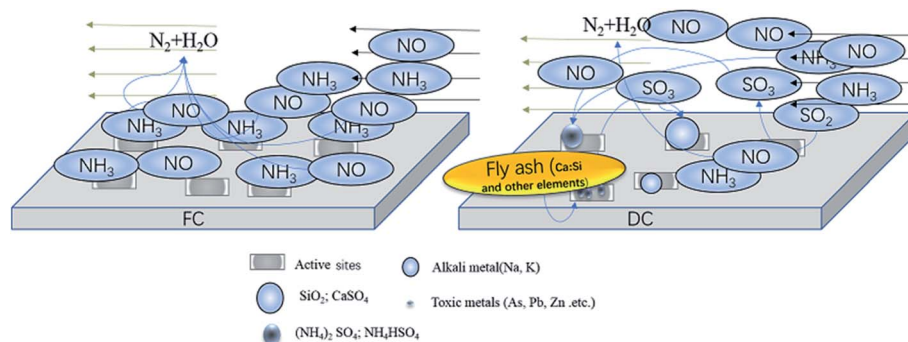 N₂+H₂O
NO
NH₃
NH₃
NO
NO
NO
NH₃
NH₃
NH₃
NH₃
NO
NH₃
NO
FC
N₂+H₂O
NO
NO
NO
NH₃
NO
SO₃
SO₃
NH₃
SO₂
Fly ash (Ca:Si
and other elements)
NO
NH₃
DC
Active sites
Alkali metal(Na, K)
SiO₂; CaSO₄
Toxic metals (As, Pb, Zn .etc.)
(NH₄)₂ SO₄; NH₄HSO₄